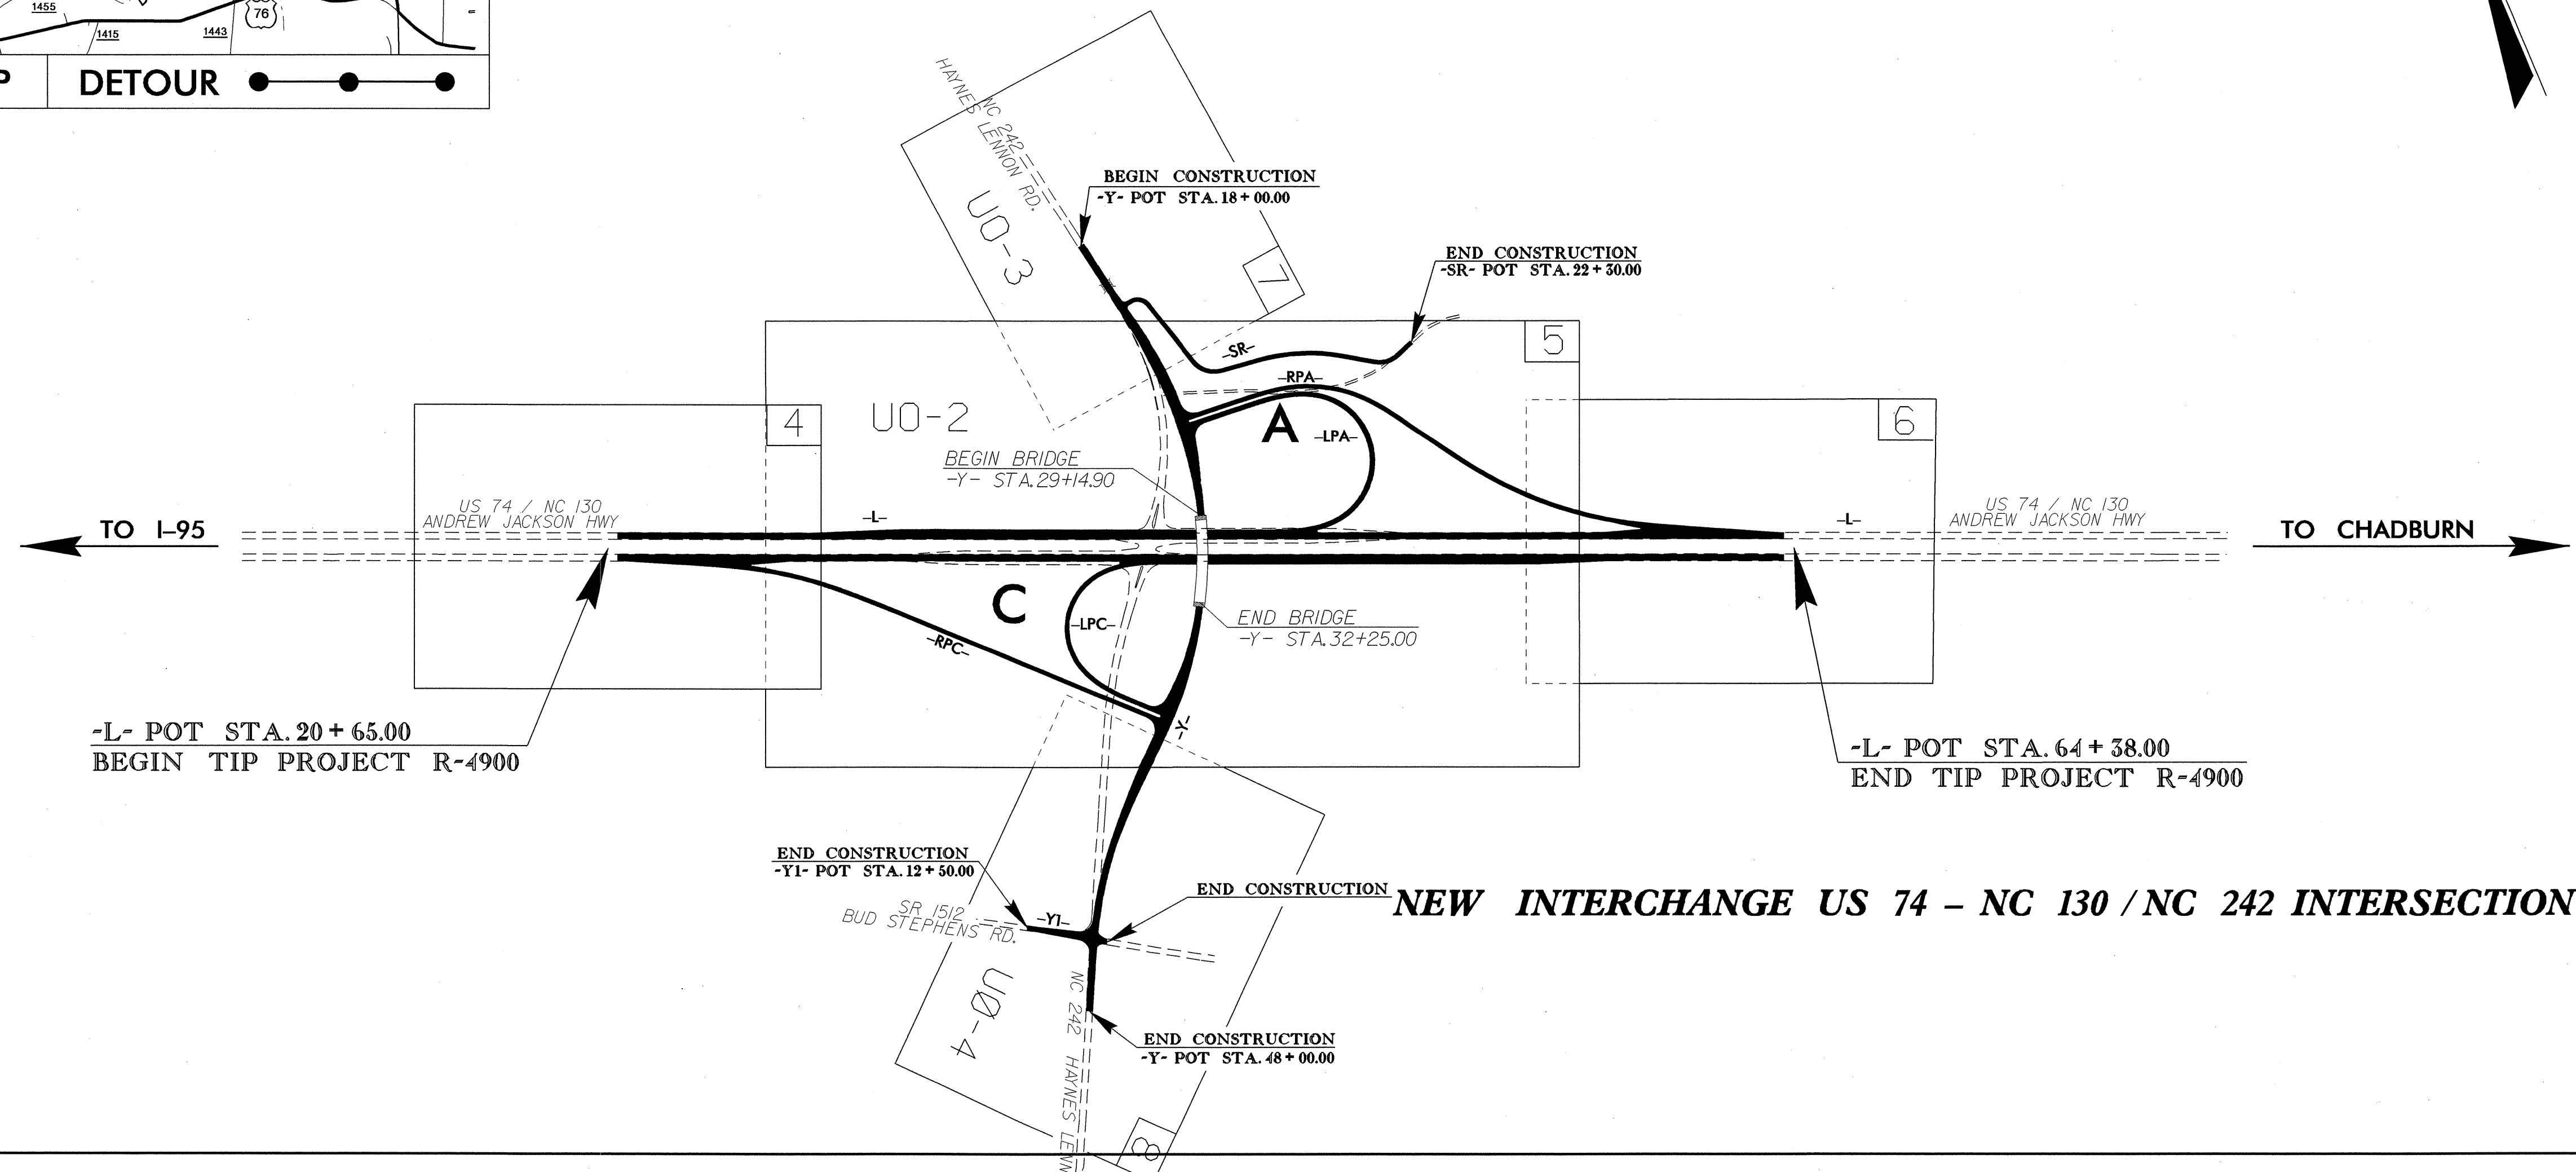 1455
1415
1443
76
P
DETOUR
NC 242
HAYNES LENNON RD.
UO-3
7
BEGIN CONSTRUCTION
-Y- POT STA. 18+00.00
END CONSTRUCTION
-SR- POT STA. 22+30.00
-SR-
5
-RPA-
A
-LPA-
4
UO-2
6
BEGIN BRIDGE
-Y- STA. 29+14.90
US 74 / NC 130
ANDREW JACKSON HWY
-L-
TO I-95
-L-
US 74 / NC 130
ANDREW JACKSON HWY
TO CHADBURN
C
-LPC-
-RPC-
END BRIDGE
-Y- STA. 32+25.00
-Y-
-L- POT STA. 20+65.00
BEGIN TIP PROJECT R-4900
-L- POT STA. 64+38.00
END TIP PROJECT R-4900
END CONSTRUCTION
-Y1- POT STA. 12+50.00
END CONSTRUCTION
NEW INTERCHANGE US 74 – NC 130 / NC 242 INTERSECTION
SR 1512
BUD STEPHENS RD.
-Y1-
UØ-4
NC 242 HAYNES LENN
END CONSTRUCTION
-Y- POT STA. 48+00.00
8